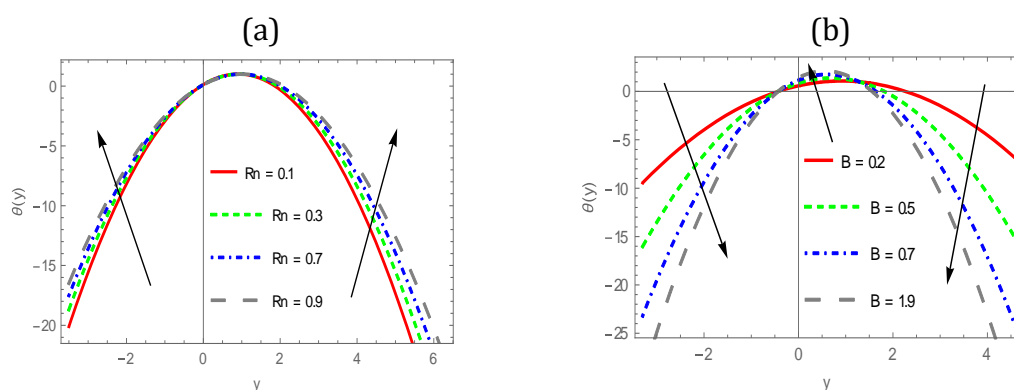 (a)
(b)
θ(y)
0
−5
−10
−15
−20
−2
0
2
4
6
y
Rn = 0.1
Rn = 0.3
Rn = 0.7
Rn = 0.9
θ(y)
0
−5
−10
−15
−20
−25
−2
0
2
4
y
B = 0.2
B = 0.5
B = 0.7
B = 1.9